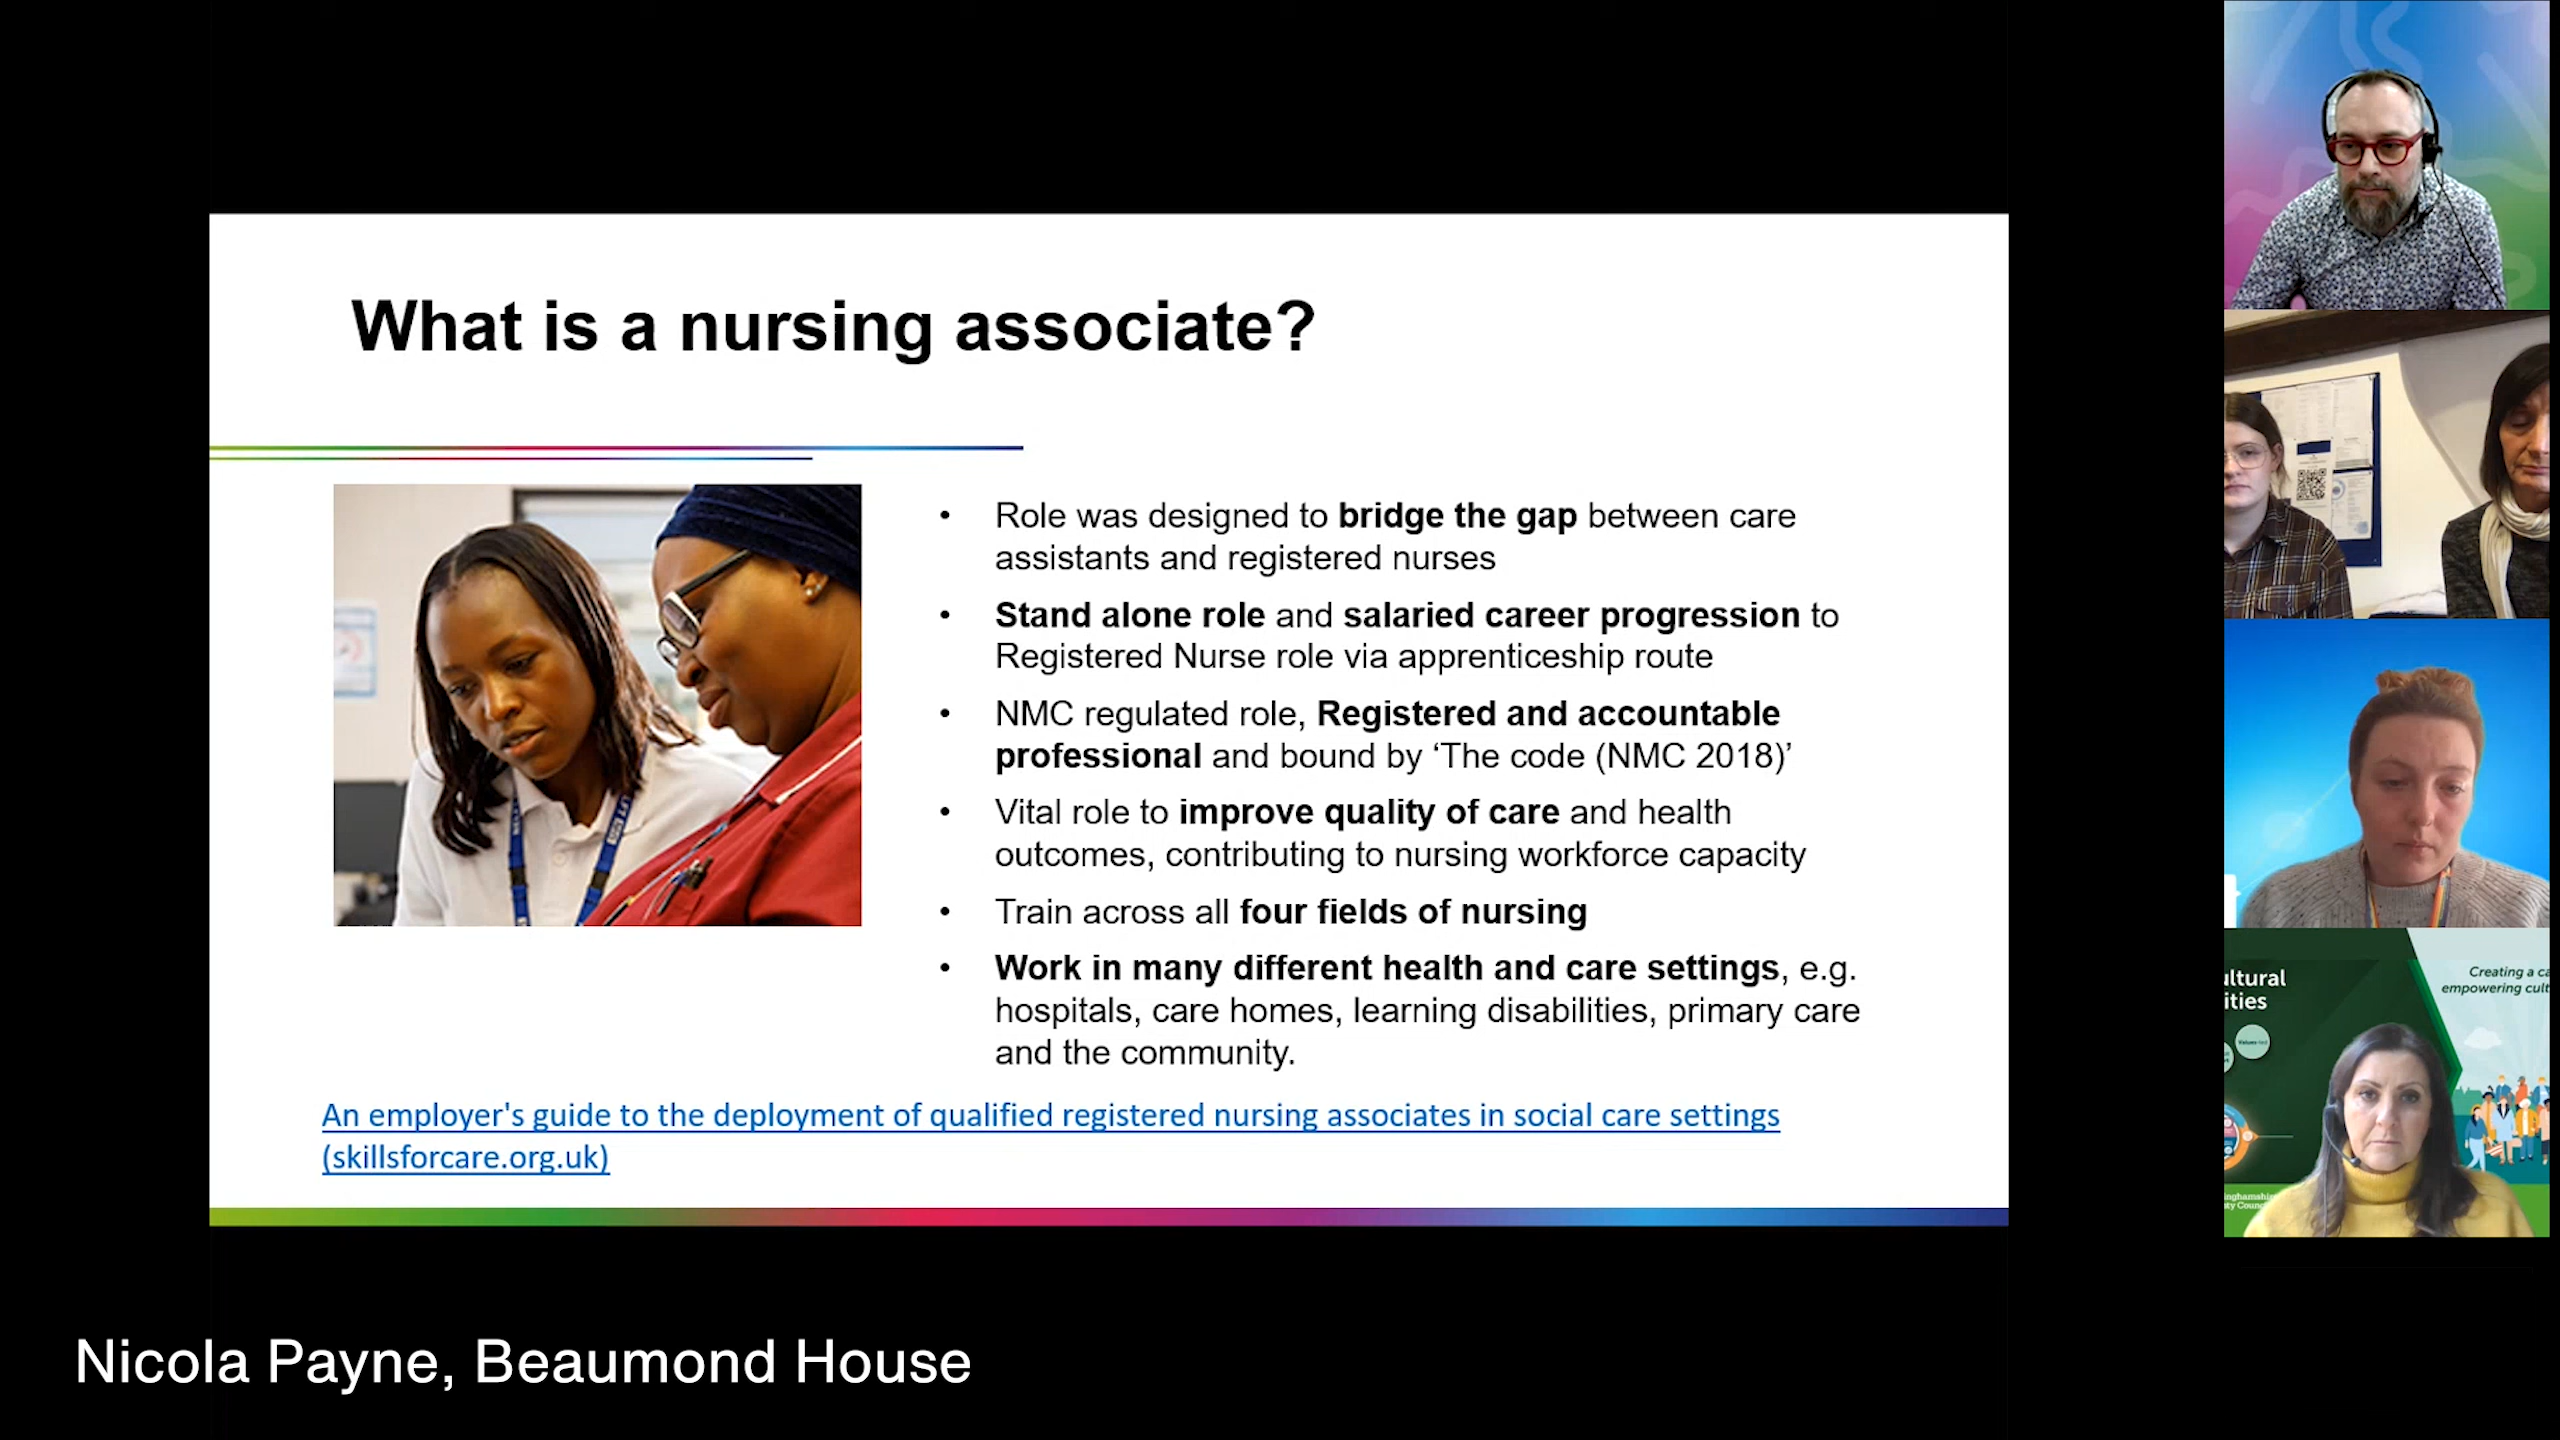 What is a nursing associate?
• Role was designed to bridge the gap between care
assistants and registered nurses
• Stand alone role and salaried career progression to
Registered Nurse role via apprenticeship route
• NMC regulated role, Registered and accountable
professional and bound by ‘The code (NMC 2018)’
• Vital role to improve quality of care and health
outcomes, contributing to nursing workforce capacity
• Train across all four fields of nursing
• Work in many different health and care settings, e.g.
hospitals, care homes, learning disabilities, primary care
and the community.
An employer's guide to the deployment of qualified registered nursing associates in social care settings
(skillsforcare.org.uk)
Creating a
empowering
Nicola Payne, Beaumond House